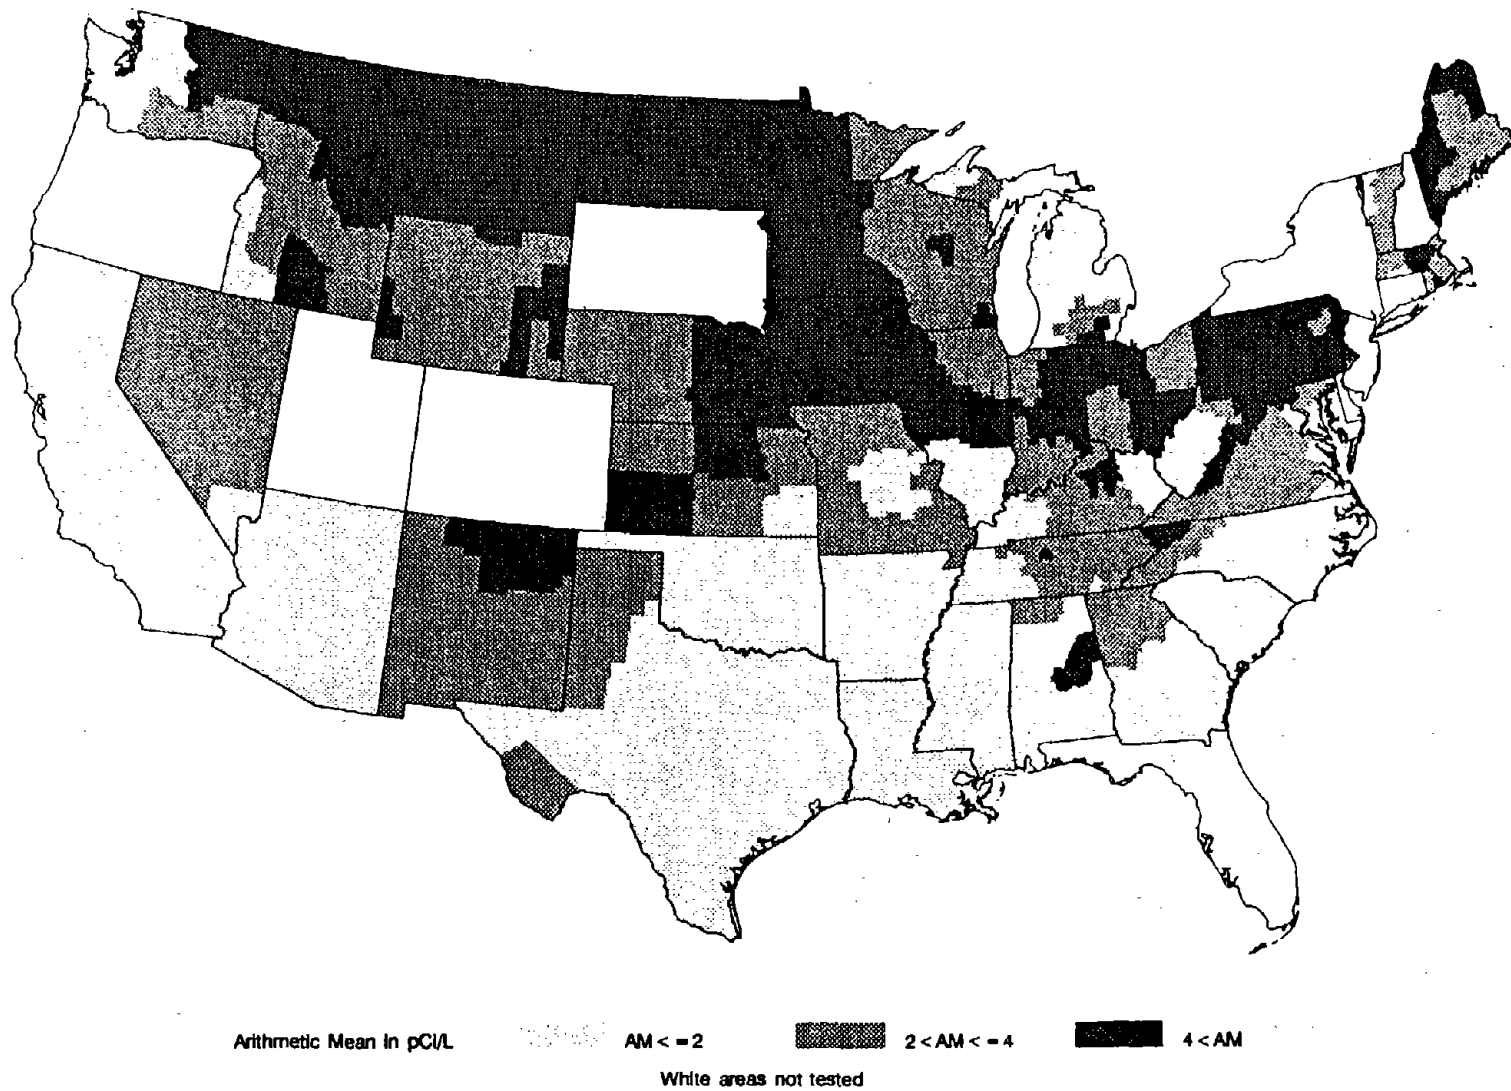 Arithmetic Mean in pCi/L AM < = 2 2 < AM < = 4 4 < AM
White areas not tested